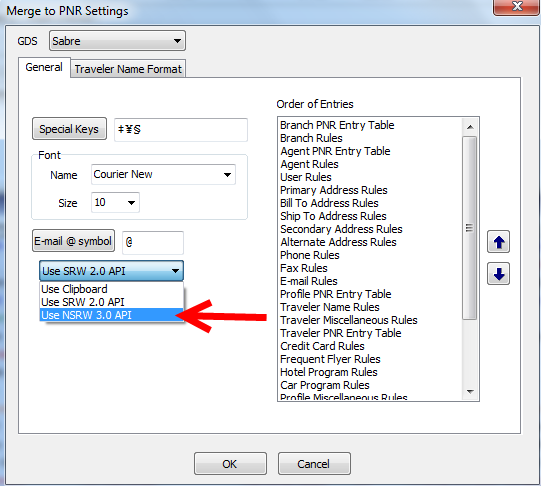 Merge to PNR Settings
GDS Sabre
General Traveler Name Format
Special Keys ‡¥§
Font
Name Courier New
Size 10
E-mail @ symbol @
Use SRW 2.0 API
Use Clipboard
Use SRW 2.0 API
Use NSRW 3.0 API
Order of Entries
Branch PNR Entry Table
Branch Rules
Agent PNR Entry Table
Agent Rules
User Rules
Primary Address Rules
Bill To Address Rules
Ship To Address Rules
Secondary Address Rules
Alternate Address Rules
Phone Rules
Fax Rules
E-mail Rules
Profile PNR Entry Table
Traveler Name Rules
Traveler Miscellaneous Rules
Traveler PNR Entry Table
Credit Card Rules
Frequent Flyer Rules
Hotel Program Rules
Car Program Rules
Profile Miscellaneous Rules
OK Cancel